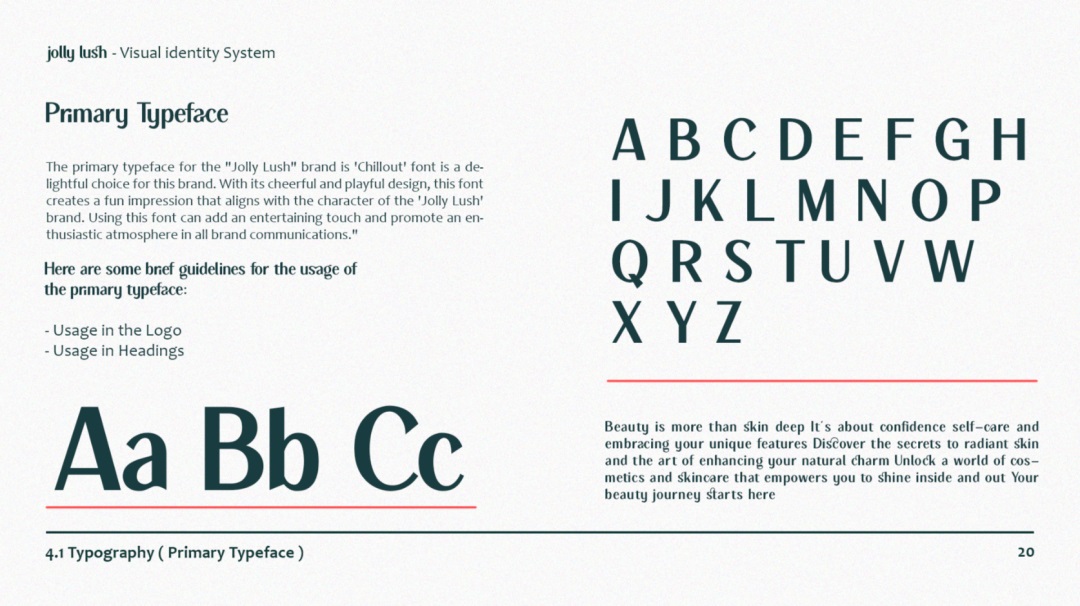 jolly lush - Visual identity System
Primary Typeface
The primary typeface for the "Jolly Lush" brand is 'Chillout' font is a de-
lightful choice for this brand. With its cheerful and playful design, this font
creates a fun impression that aligns with the character of the 'Jolly Lush'
brand. Using this font can add an entertaining touch and promote an en-
thusiastic atmosphere in all brand communications."
Here are some brief guidelines for the usage of
the primary typeface:
- Usage in the Logo
- Usage in Headings
Aa Bb Cc
A B C D E F G H
I J K L M N O P
Q R S T U V W
X Y Z
Beauty is more than skin deep It's about confidence self-care and
embracing your unique features Discover the secrets to radiant skin
and the art of enhancing your natural charm Unlock a world of cos-
metics and skincare that empowers you to shine inside and out Your
beauty journey starts here
4.1 Typography ( Primary Typeface )
20